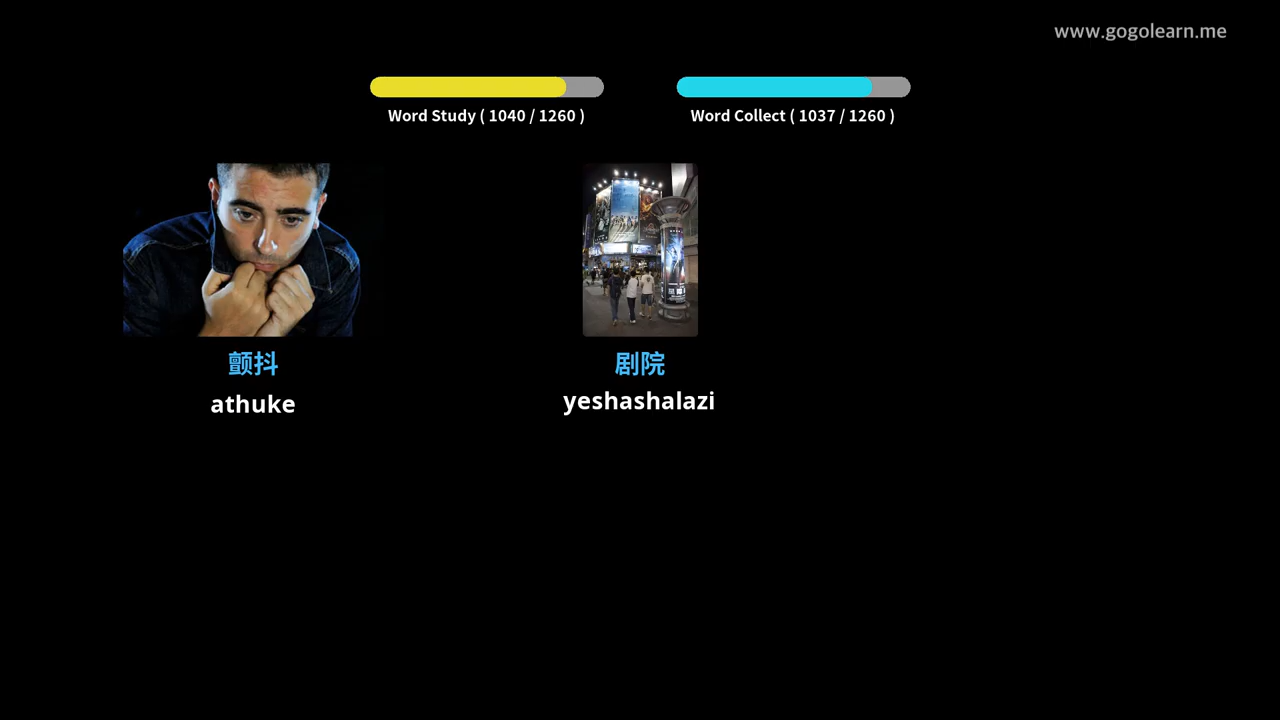 www.gogolearn.me
Word Study ( 1040 / 1260 )
Word Collect ( 1037 / 1260 )
颤抖
athuke
剧院
yeshashalazi